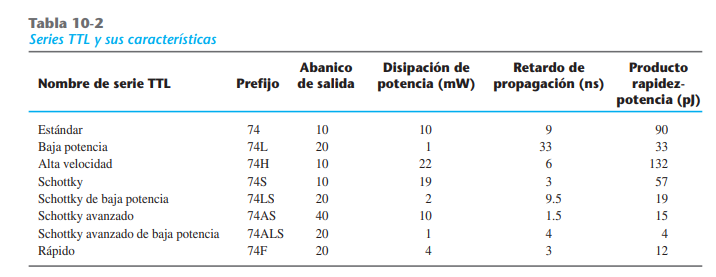 Tabla 10-2
Series TTL y sus características
Nombre de serie TTL Prefijo Abanico de salida Disipación de potencia (mW) Retardo de propagación (ns) Producto rapidez-potencia (pJ)
Estándar 74 10 10 9 90
Baja potencia 74L 20 1 33 33
Alta velocidad 74H 10 22 6 132
Schottky 74S 10 19 3 57
Schottky de baja potencia 74LS 20 2 9.5 19
Schottky avanzado 74AS 40 10 1.5 15
Schottky avanzado de baja potencia 74ALS 20 1 4 4
Rápido 74F 20 4 3 12